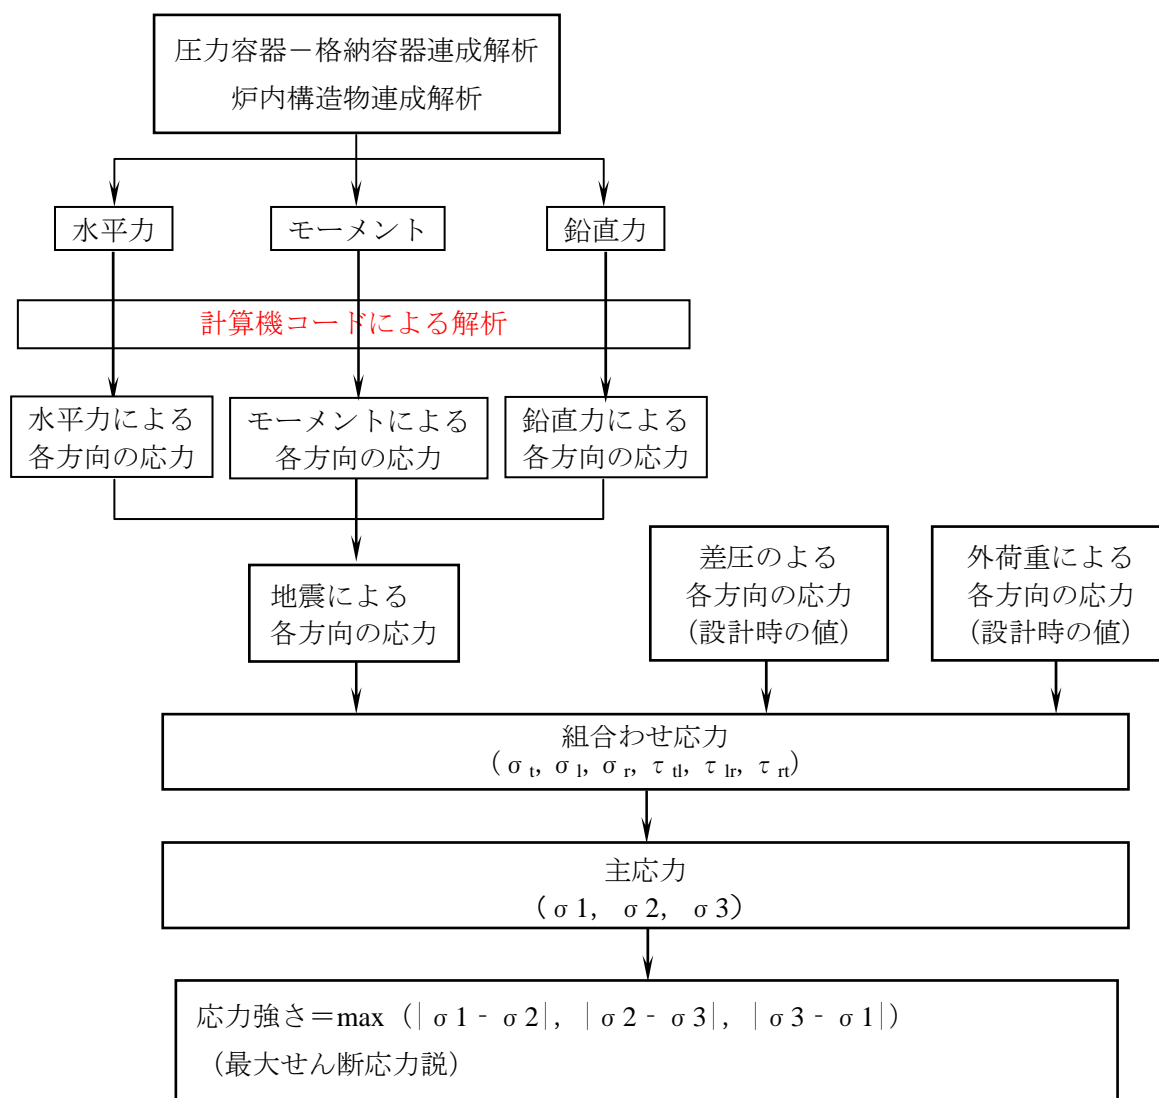 圧力容器－格納容器連成解析
炉内構造物連成解析
水平力
モーメント
鉛直力
計算機コードによる解析
水平力による
各方向の応力
モーメントによる
各方向の応力
鉛直力による
各方向の応力
地震による
各方向の応力
差圧のよる
各方向の応力
（設計時の値）
外荷重による
各方向の応力
（設計時の値）
組合わせ応力
（σt, σl, σr, τtl, τlr, τrt）
主応力
（σ1, σ2, σ3）
応力強さ＝max（|σ1‐σ2|, |σ2‐σ3|, |σ3‐σ1|）
（最大せん断応力説）